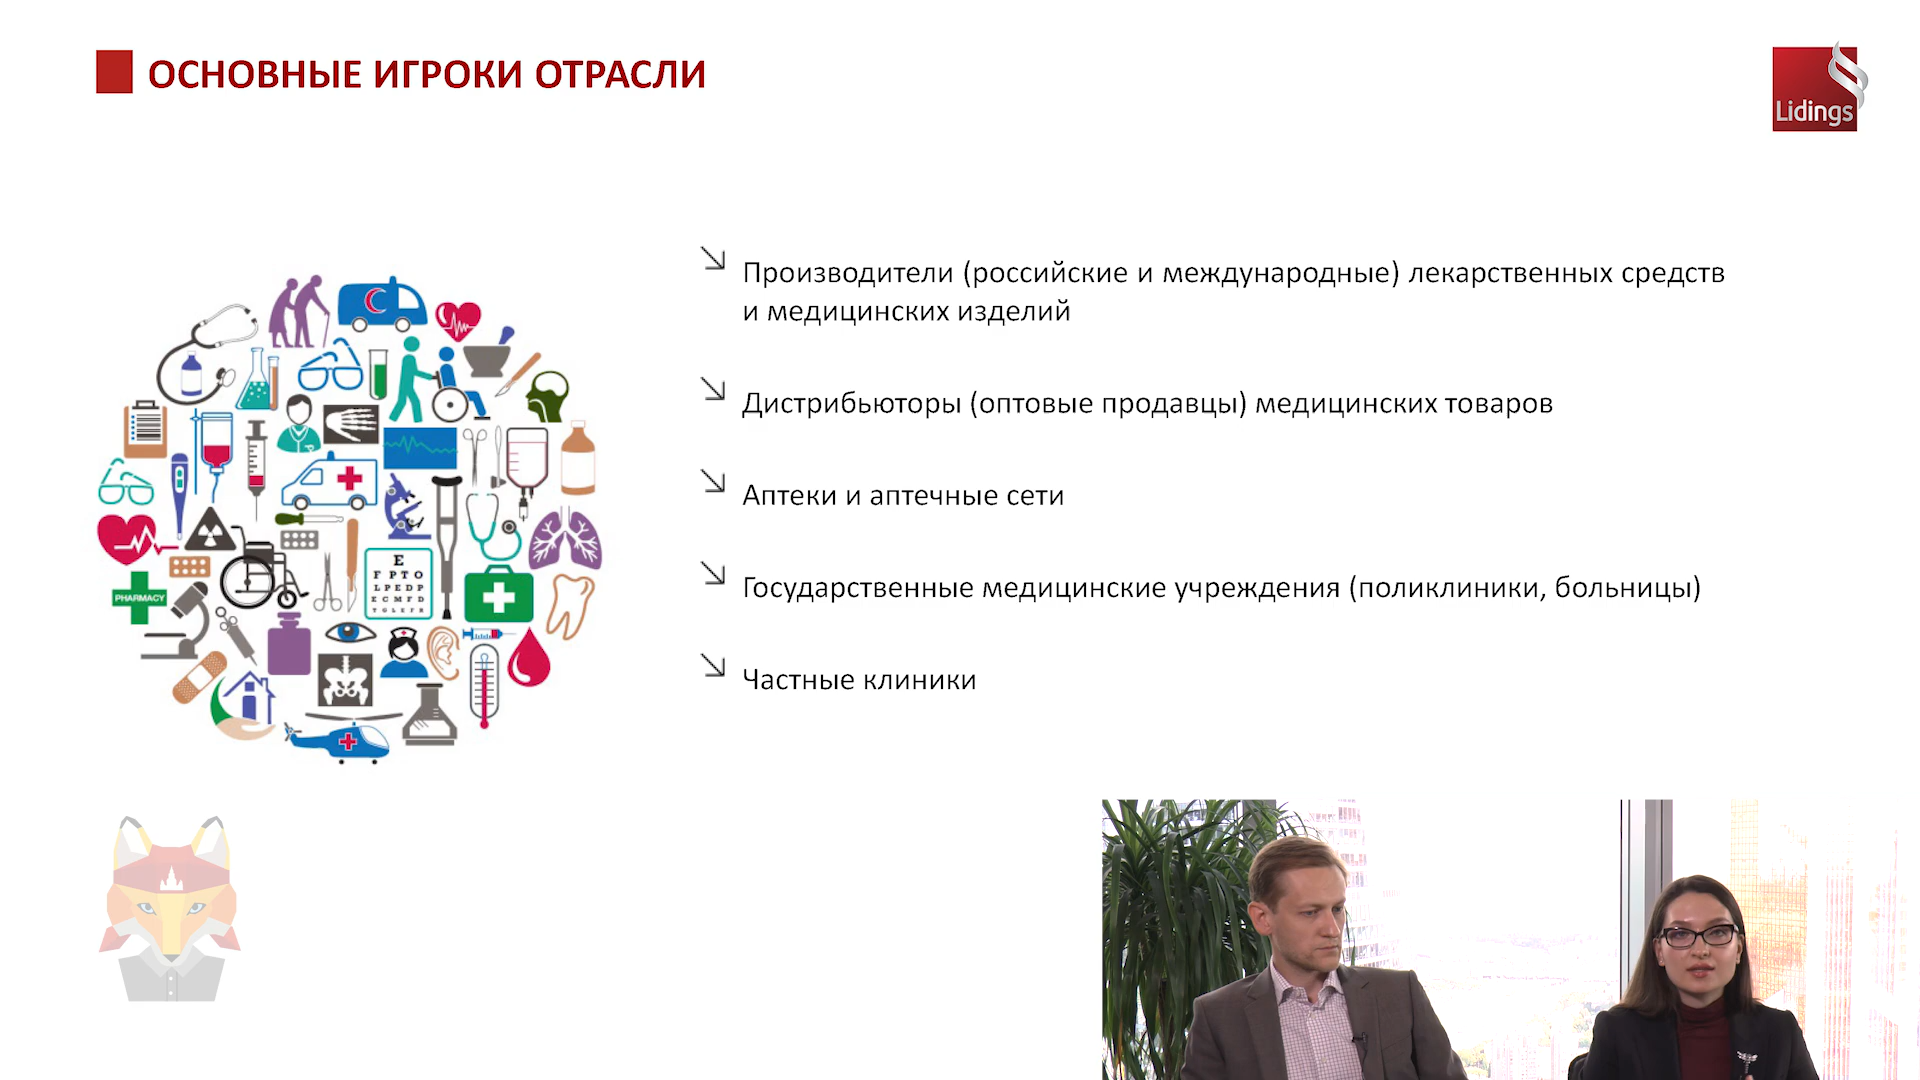 ОСНОВНЫЕ ИГРОКИ ОТРАСЛИ
Lidings
Производители (российские и международные) лекарственных средств
и медицинских изделий
Дистрибьюторы (оптовые продавцы) медицинских товаров
Аптеки и аптечные сети
Государственные медицинские учреждения (поликлиники, больницы)
Частные клиники
E
F P T O
L P E D P
E C M F D
PHARMACY